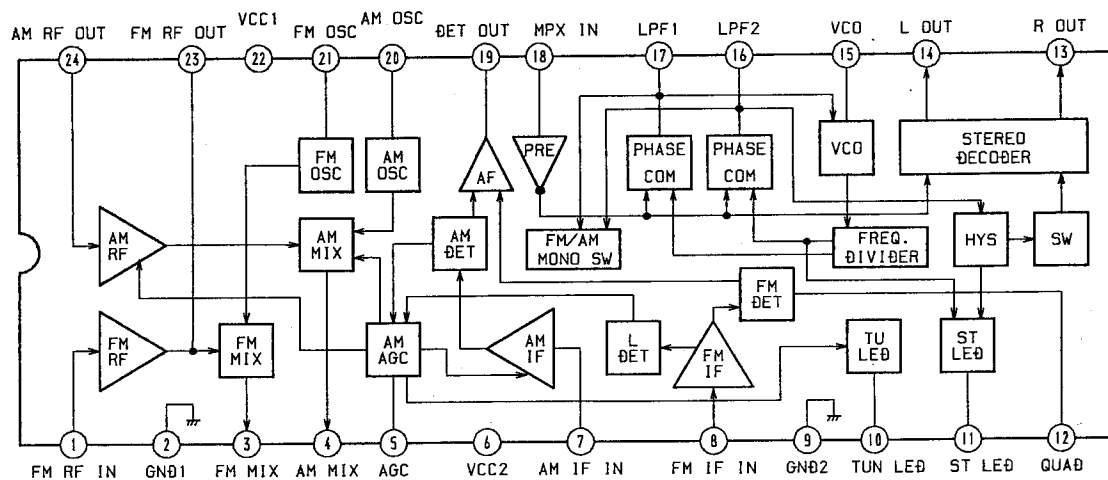 AM RF OUT FM RF OUT VCC1 FM OSC AM OSC DET OUT MPX IN LPF1 LPF2 VCO L OUT R OUT
24 23 22 21 20 19 18 17 16 15 14 13
FM OSC
AM OSC
AF
PRE
PHASE COM
PHASE COM
VCO
STEREO DECODER
AM RF
AM MIX
AM DET
FM/AM MONO SW
FREQ. DIVIDER
HYS
SW
FM DET
FM RF
FM MIX
AM AGC
AM IF
L DET
FM IF
TU LED
ST LED
1 2 3 4 5 6 7 8 9 10 11 12
FM RF IN GND1 FM MIX AM MIX AGC VCC2 AM IF IN FM IF IN GND2 TUN LED ST LED QUAD